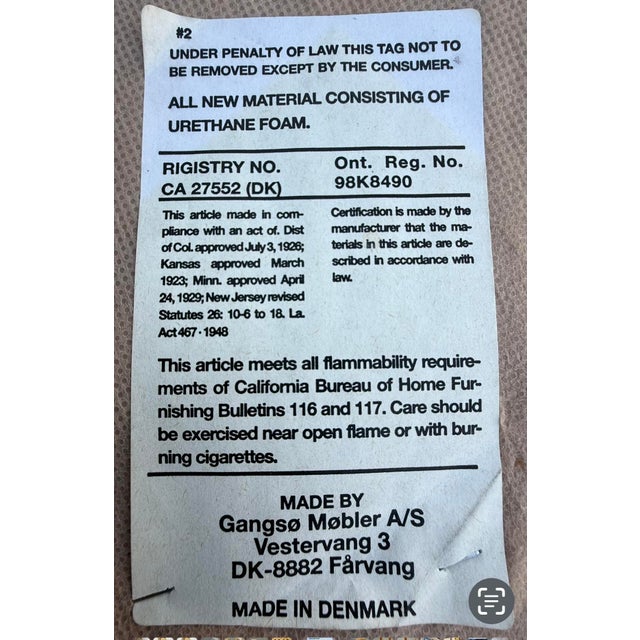 #2
UNDER PENALTY OF LAW THIS TAG NOT TO
BE REMOVED EXCEPT BY THE CONSUMER.
ALL NEW MATERIAL CONSISTING OF
URETHANE FOAM.
RIGISTRY NO.
CA 27552 (DK)
Ont. Reg. No.
98K8490
This article made in com-
pliance with an act of. Dist
of Col. approved July 3, 1926;
Kansas approved March
1923; Minn. approved April
24, 1929; New Jersey revised
Statutes 26: 10-6 to 18. La.
Act 467 · 1948
Certification is made by the
manufacturer that the ma-
terials in this article are de-
scribed in accordance with
law.
This article meets all flammability require-
ments of California Bureau of Home Fur-
nishing Bulletins 116 and 117. Care should
be exercised near open flame or with bur-
ning cigarettes.
MADE BY
Gangsø Møbler A/S
Vestervang 3
DK-8882 Fårvang
MADE IN DENMARK